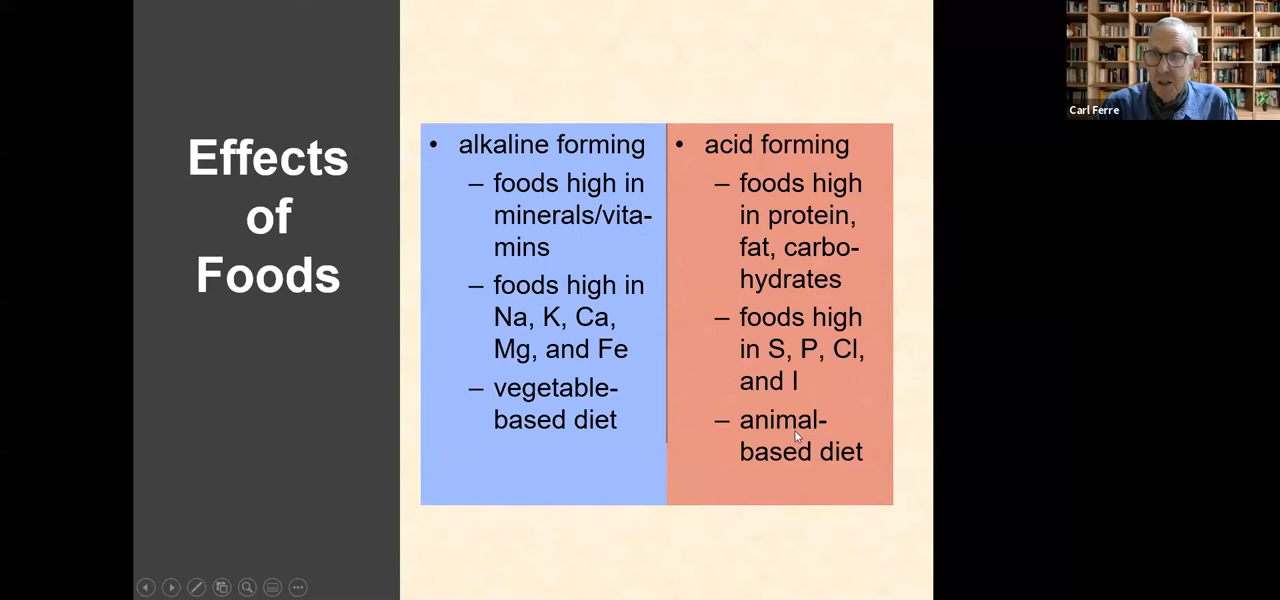 Effects
of
Foods
• alkaline forming
– foods high in
minerals/vita-
mins
– foods high in
Na, K, Ca,
Mg, and Fe
– vegetable-
based diet
• acid forming
– foods high
in protein,
fat, carbo-
hydrates
– foods high
in S, P, Cl,
and I
– animal-
based diet
Carl Ferre